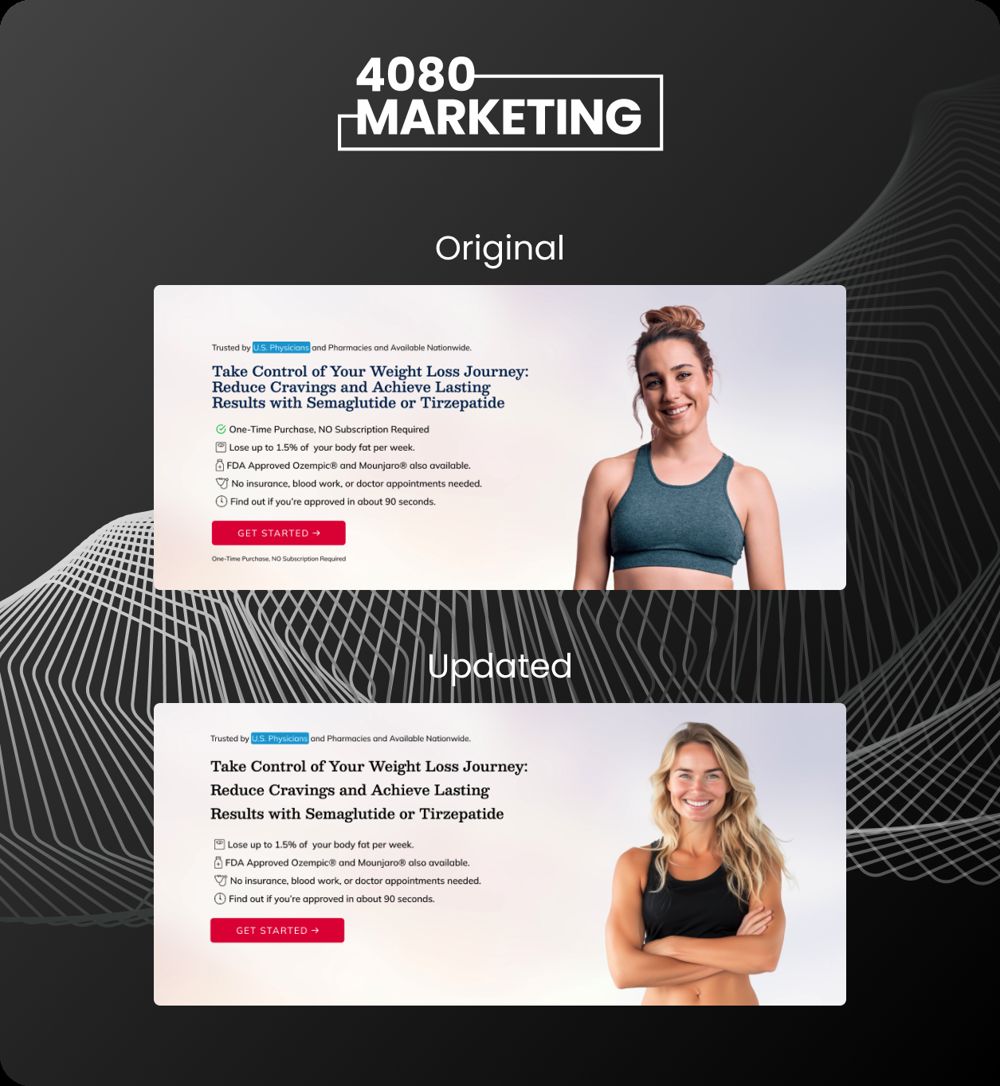 4080
MARKETING
Original
Trusted by U.S. Physicians and Pharmacies and Available Nationwide.
Take Control of Your Weight Loss Journey:
Reduce Cravings and Achieve Lasting
Results with Semaglutide or Tirzepatide
One-Time Purchase, NO Subscription Required
Lose up to 1.5% of your body fat per week.
FDA Approved Ozempic® and Mounjaro® also available.
No insurance, blood work, or doctor appointments needed.
Find out if you're approved in about 90 seconds.
GET STARTED →
One-Time Purchase, NO Subscription Required
Updated
Trusted by U.S. Physicians and Pharmacies and Available Nationwide.
Take Control of Your Weight Loss Journey:
Reduce Cravings and Achieve Lasting
Results with Semaglutide or Tirzepatide
Lose up to 1.5% of your body fat per week.
FDA Approved Ozempic® and Mounjaro® also available.
No insurance, blood work, or doctor appointments needed.
Find out if you're approved in about 90 seconds.
GET STARTED →